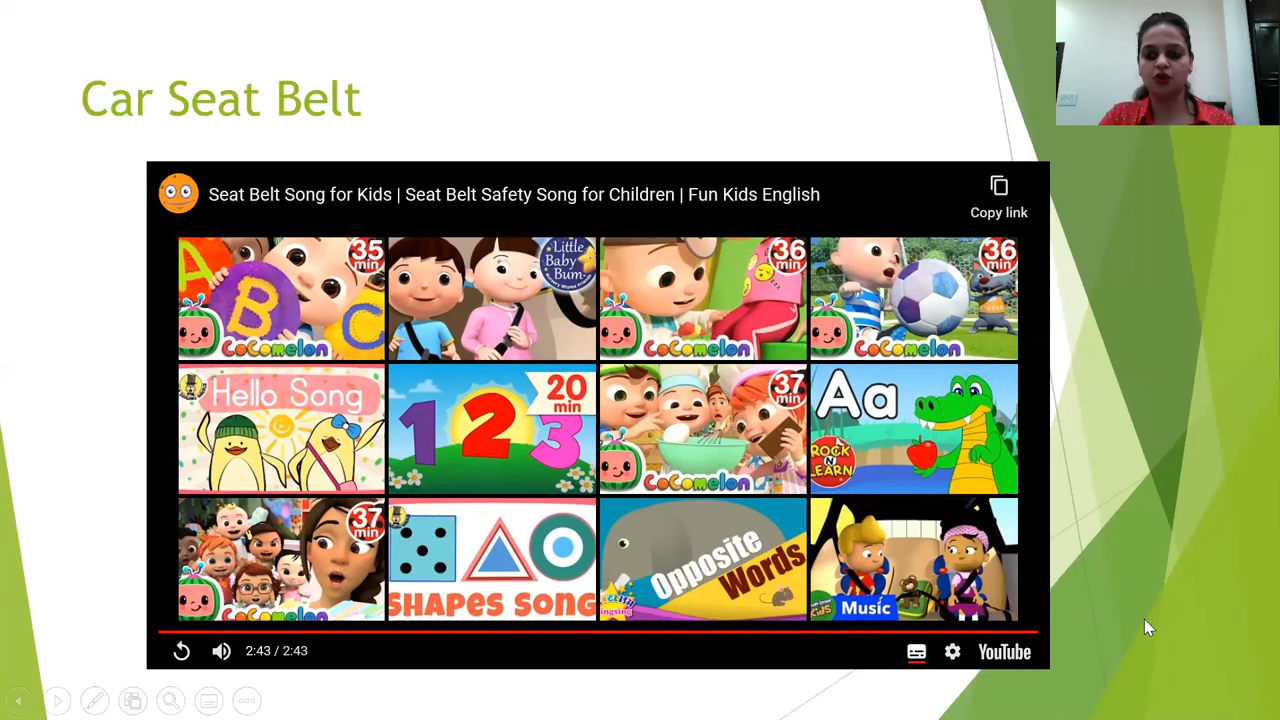 Car Seat Belt
Seat Belt Song for Kids | Seat Belt Safety Song for Children | Fun Kids English
Copy link
A
B
C
35
min
CoComelon
Little
Baby
Bum
36
min
CoComelon
36
min
CoComelon
Hello Song
1 2 3
20
min
37
min
CoComelon
Aa
ROCK
N
LEARN
37
min
CoComelon
SHAPES SONG
Opposite
Words
ENGLISH
singsing
KiDS
Music
2:43 / 2:43
YouTube